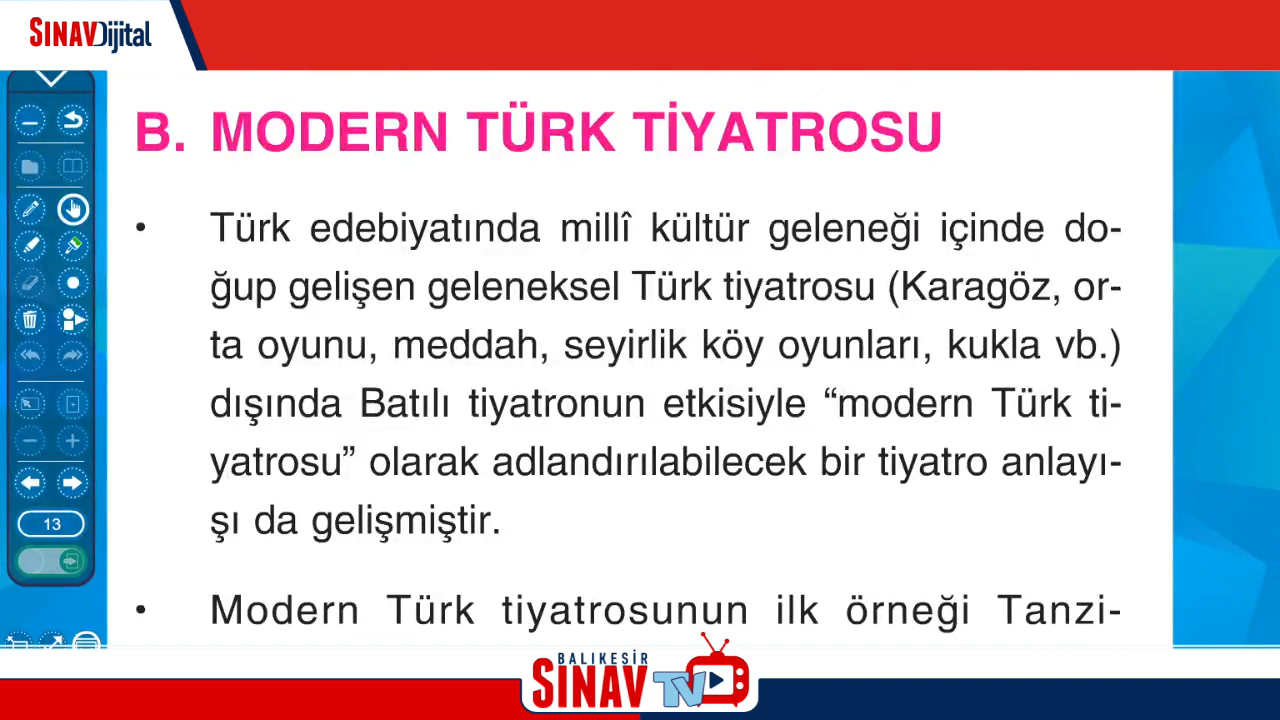 SINAVDijital
B. MODERN TÜRK TİYATROSU
• Türk edebiyatında millî kültür geleneği içinde do-
ğup gelişen geleneksel Türk tiyatrosu (Karagöz, or-
ta oyunu, meddah, seyirlik köy oyunları, kukla vb.)
dışında Batılı tiyatronun etkisiyle “modern Türk ti-
yatrosu” olarak adlandırılabilecek bir tiyatro anlayı-
şı da gelişmiştir.
13
• Modern Türk tiyatrosunun ilk örneği Tanzi-
BALIKESİR
SINAV TV